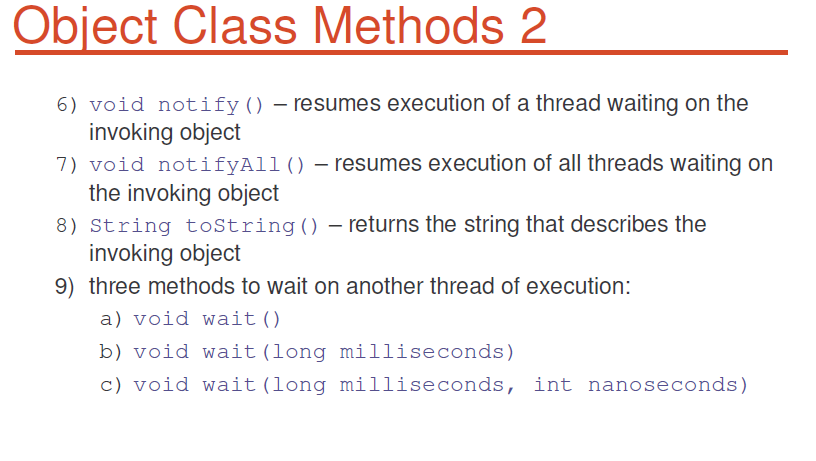 Object Class Methods 2
6) void notify() – resumes execution of a thread waiting on the
invoking object
7) void notifyAll() – resumes execution of all threads waiting on
the invoking object
8) String toString() – returns the string that describes the
invoking object
9) three methods to wait on another thread of execution:
a) void wait()
b) void wait(long milliseconds)
c) void wait(long milliseconds, int nanoseconds)